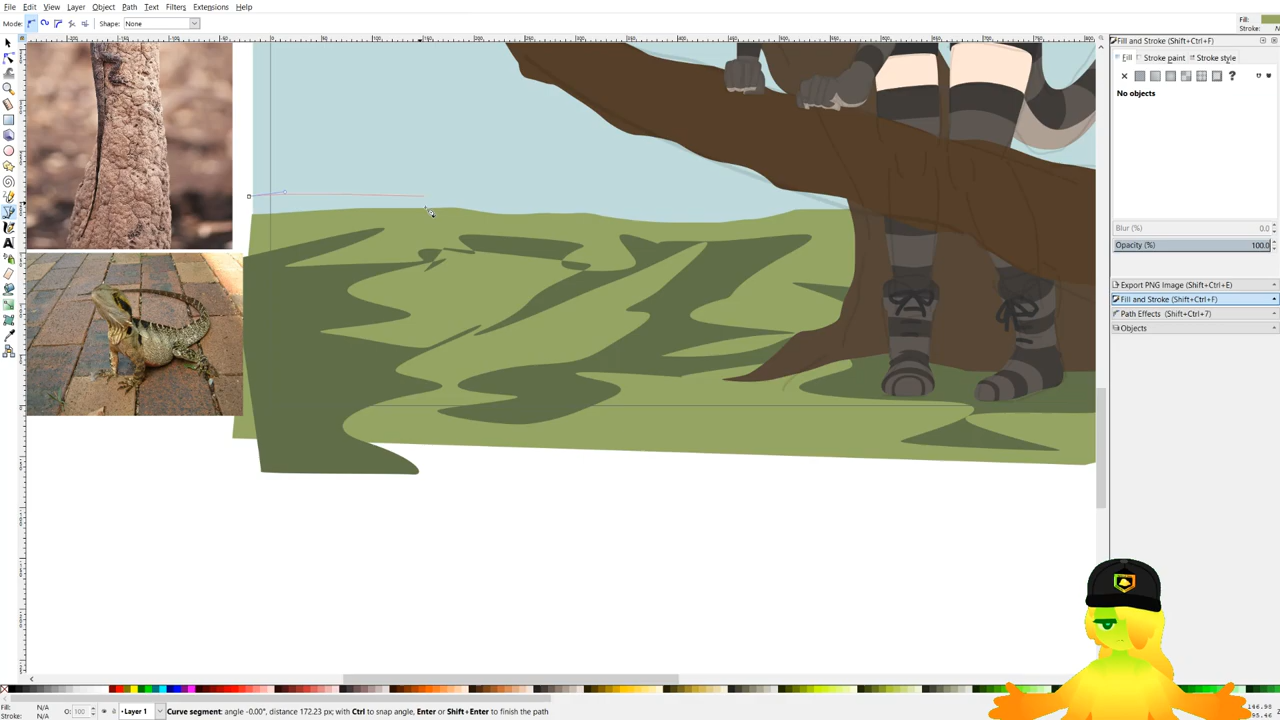 File Edit View Layer Object Path Text Filters Extensions Help
Mode: Shape: None Fill:
Stroke: N
Fill and Stroke (Shift+Ctrl+F)
Fill Stroke paint Stroke style
No objects
Blur (%) 0.0
Opacity (%) 100.0
Export PNG Image (Shift+Ctrl+E)
Fill and Stroke (Shift+Ctrl+F)
Path Effects (Shift+Ctrl+7)
Objects
Fill: N/A
Stroke: N/A
O: 100
Layer 1
Curve segment: angle -0.00°, distance 172.23 px; with Ctrl to snap angle, Enter or Shift+Enter to finish the path